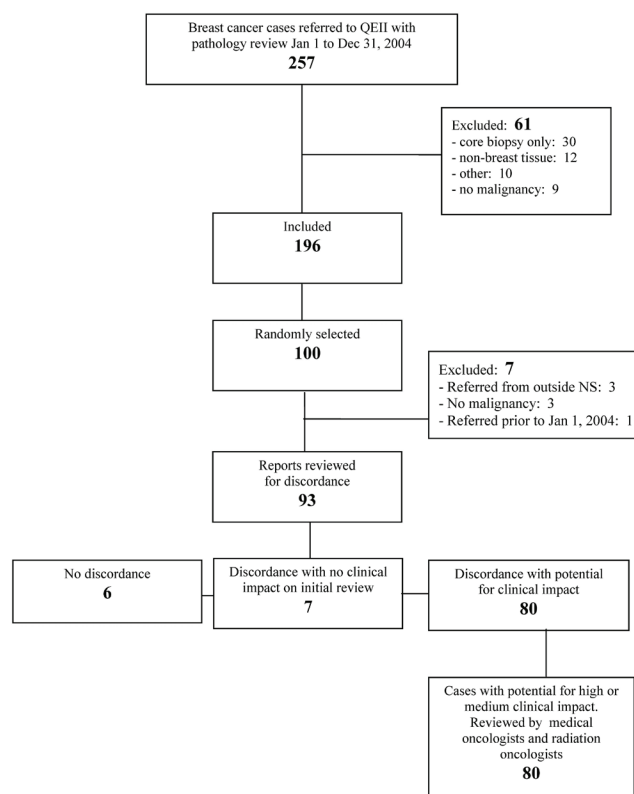 Breast cancer cases referred to QEII with
pathology review Jan 1 to Dec 31, 2004
257
Excluded: 61
- core biopsy only: 30
- non-breast tissue: 12
- other: 10
- no malignancy: 9
Included
196
Randomly selected
100
Excluded: 7
- Referred from outside NS: 3
- No malignancy: 3
- Referred prior to Jan 1, 2004: 1
Reports reviewed
for discordance
93
No discordance
6
Discordance with no clinical
impact on initial review
7
Discordance with potential
for clinical impact
80
Cases with potential for high or
medium clinical impact.
Reviewed by medical
oncologists and radiation
oncologists
80